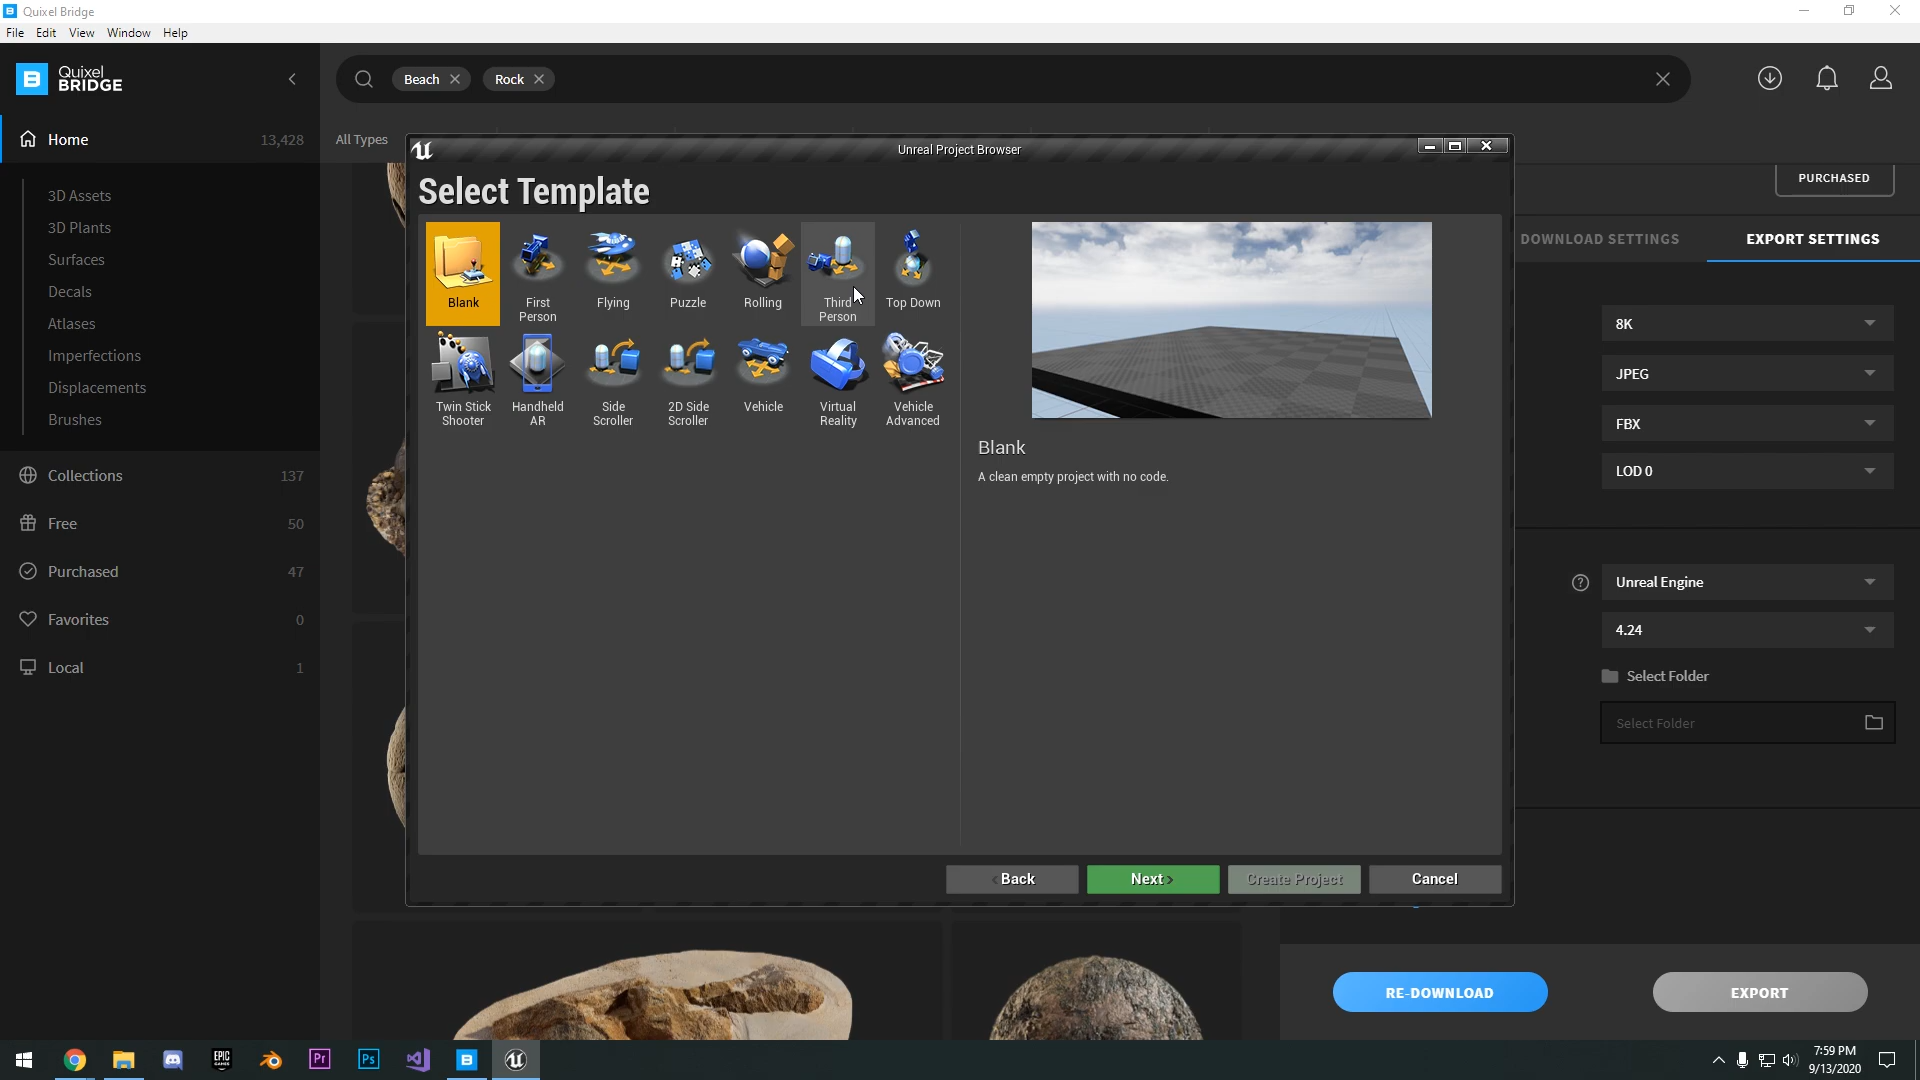 Quixel Bridge
File Edit View Window Help
Quixel
BRIDGE
Beach
Rock
Home 13,428
All Types
3D Assets
3D Plants
Surfaces
Decals
Atlases
Imperfections
Displacements
Brushes
Collections 137
Free 50
Purchased 47
Favorites 0
Local 1
Unreal Project Browser
Select Template
Blank
First
Person
Flying
Puzzle
Rolling
Third
Person
Top Down
Twin Stick
Shooter
Handheld
AR
Side
Scroller
2D Side
Scroller
Vehicle
Virtual
Reality
Vehicle
Advanced
Blank
A clean empty project with no code.
< Back
Next >
Create Project
Cancel
PURCHASED
DOWNLOAD SETTINGS
EXPORT SETTINGS
8K
JPEG
FBX
LOD 0
Unreal Engine
4.24
Select Folder
Select Folder
RE-DOWNLOAD
EXPORT
EPIC
GAMES
Pr
Ps
7:59 PM
9/13/2020